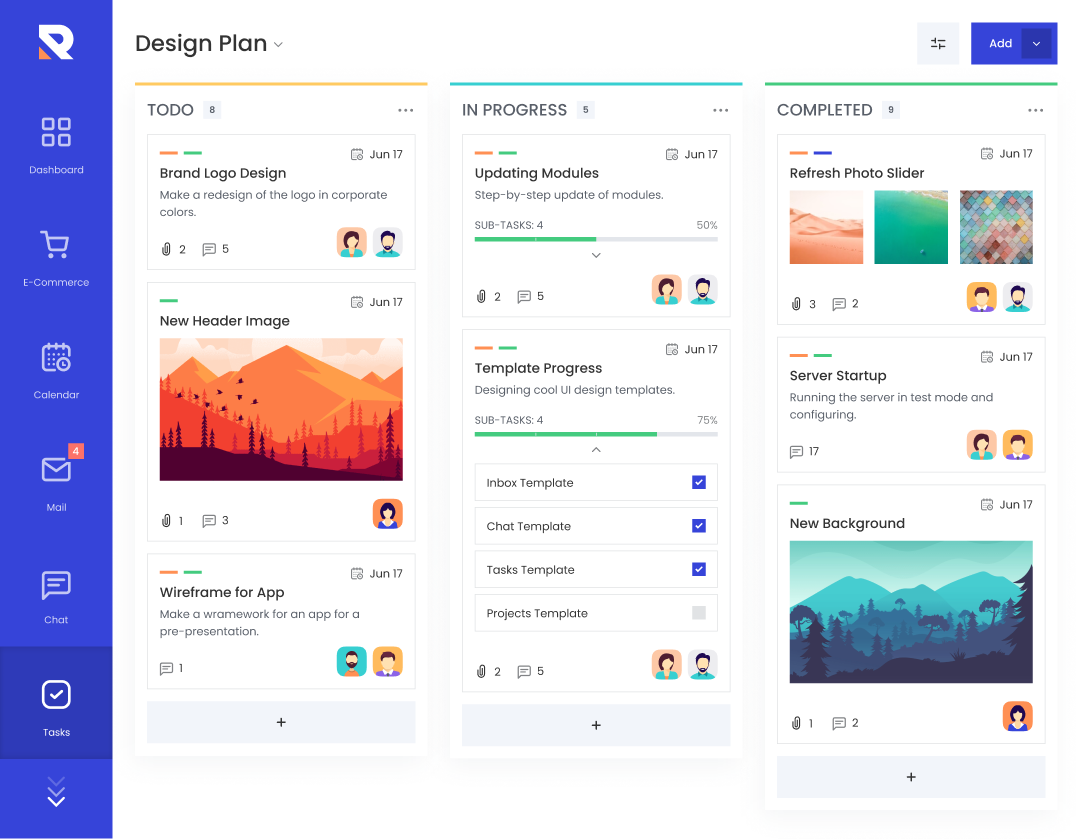 Design Plan
Add
Dashboard
E-Commerce
Calendar
4
Mail
Chat
Tasks
TODO 8
Jun 17
Brand Logo Design
Make a redesign of the logo in corporate
colors.
2 5
Jun 17
New Header Image
1 3
Jun 17
Wireframe for App
Make a wramework for an app for a
pre-presentation.
1
+
IN PROGRESS 5
Jun 17
Updating Modules
Step-by-step update of modules.
SUB-TASKS: 4 50%
2 5
Jun 17
Template Progress
Designing cool UI design templates.
SUB-TASKS: 4 75%
Inbox Template
Chat Template
Tasks Template
Projects Template
2 5
+
COMPLETED 9
Jun 17
Refresh Photo Slider
3 2
Jun 17
Server Startup
Running the server in test mode and
configuring.
17
Jun 17
New Background
1 2
+